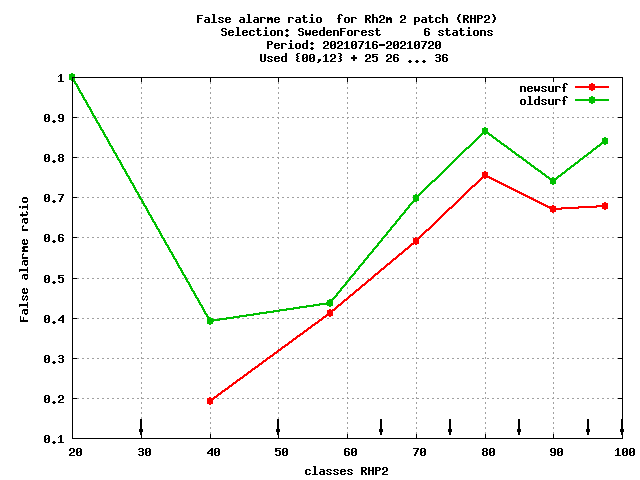 False alarme ratio  for Rh2m 2 patch (RHP2)
Selection: SwedenForest      6 stations
Period: 20210716-20210720
Used {00,12} + 25 26 ... 36
newsurf
oldsurf
1
0.9
0.8
0.7
0.6
0.5
0.4
0.3
0.2
0.1
False alarme ratio
20 30 40 50 60 70 80 90 100
classes RHP2